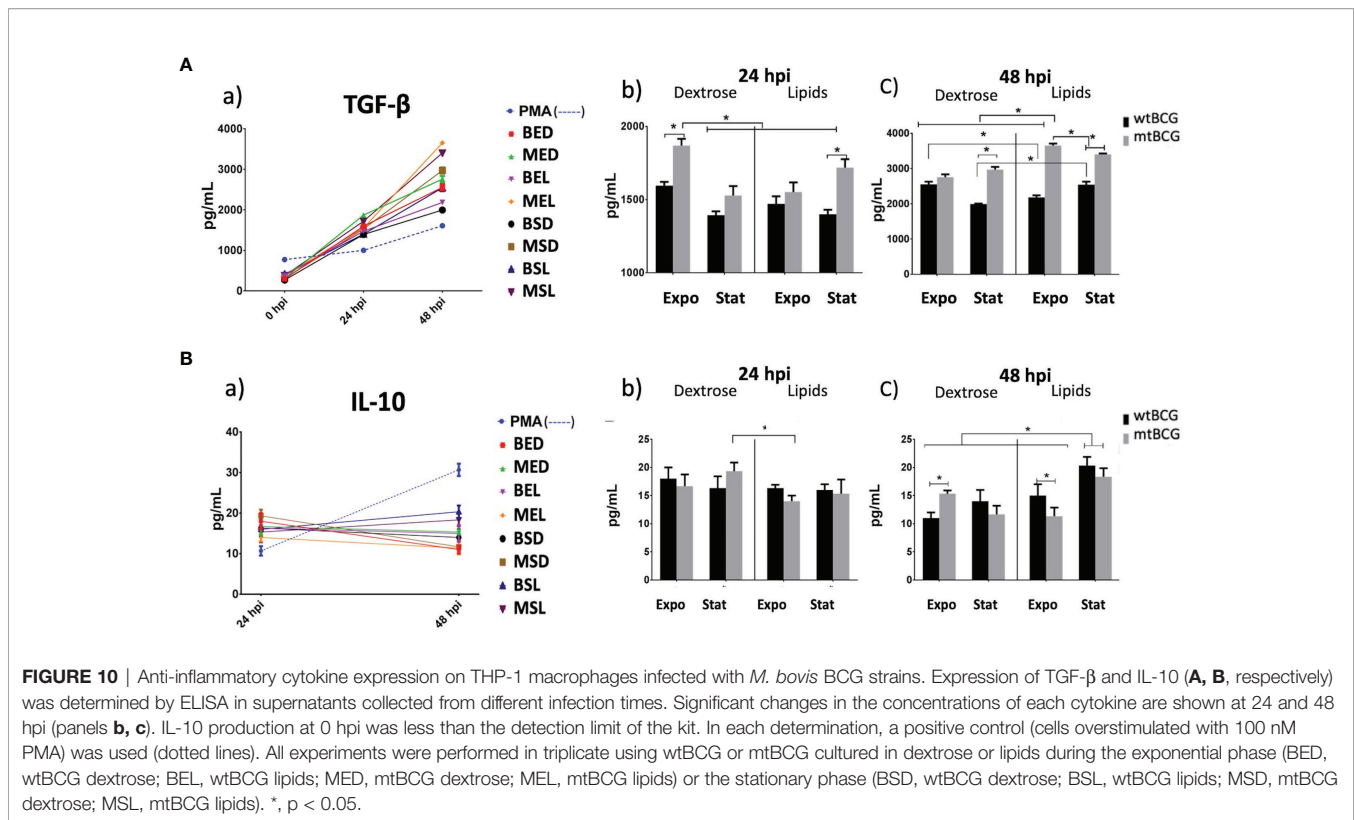 A
a)
TGF-β
pg/mL
4000
3000
2000
1000
0
0 hpi
24 hpi
48 hpi
PMA (-----)
BED
MED
BEL
MEL
BSD
MSD
BSL
MSL
b)
24 hpi
Dextrose
Lipids
pg/mL
2000
1500
1000
*
*
*
Expo
Stat
Expo
Stat
c)
48 hpi
Dextrose
Lipids
wtBCG
mtBCG
pg/mL
5000
4000
3000
2000
1000
0
*
*
*
*
*
*
Expo
Stat
Expo
Stat
B
a)
IL-10
pg/mL
40
30
20
10
0
24 hpi
48 hpi
PMA (-----)
BED
MED
BEL
MEL
BSD
MSD
BSL
MSL
b)
24 hpi
Dextrose
Lipids
pg/mL
25
20
15
10
5
0
*
Expo
Stat
Expo
Stat
c)
48 hpi
Dextrose
Lipids
wtBCG
mtBCG
pg/mL
25
20
15
10
5
0
*
*
*
Expo
Stat
Expo
Stat
FIGURE 10 | Anti-inflammatory cytokine expression on THP-1 macrophages infected with M. bovis BCG strains. Expression of TGF-β and IL-10 (A, B, respectively)
was determined by ELISA in supernatants collected from different infection times. Significant changes in the concentrations of each cytokine are shown at 24 and 48
hpi (panels b, c). IL-10 production at 0 hpi was less than the detection limit of the kit. In each determination, a positive control (cells overstimulated with 100 nM
PMA) was used (dotted lines). All experiments were performed in triplicate using wtBCG or mtBCG cultured in dextrose or lipids during the exponential phase (BED,
wtBCG dextrose; BEL, wtBCG lipids; MED, mtBCG dextrose; MEL, mtBCG lipids) or the stationary phase (BSD, wtBCG dextrose; BSL, wtBCG lipids; MSD, mtBCG
dextrose; MSL, mtBCG lipids). *, p < 0.05.